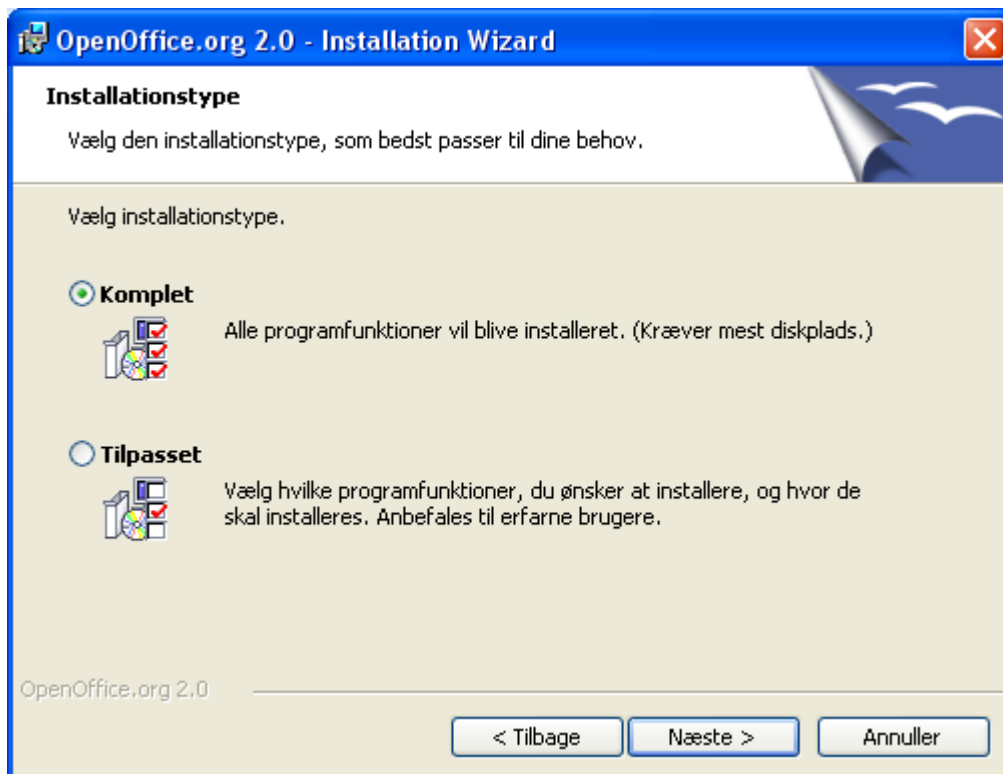 OpenOffice.org 2.0 - Installation Wizard
Installationstype
Vælg den installationstype, som bedst passer til dine behov.
Vælg installationstype.
Komplet
Alle programfunktioner vil blive installeret. (Kræver mest diskplads.)
Tilpasset
Vælg hvilke programfunktioner, du ønsker at installere, og hvor de
skal installeres. Anbefales til erfarne brugere.
OpenOffice.org 2.0
< Tilbage
Næste >
Annuller